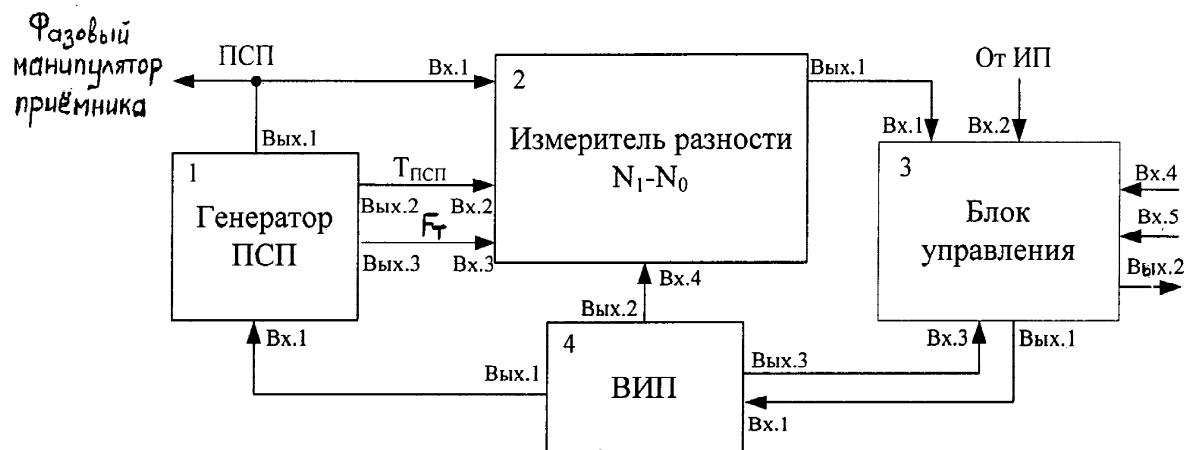 Фазовый
манипулятор
приёмника
ПСП
Вх.1
2
Измеритель разности
N₁-N₀
Вых.1
От ИП
Вх.1
Вх.2
Вых.1
1
Генератор
ПСП
TПСП
Вых.2
Вх.2
Fт
Вых.3
Вх.3
3
Блок
управления
Вх.4
Вх.5
Вых.2
Вх.1
Вых.2
Вх.4
Вх.3
Вых.1
4
ВИП
Вых.1
Вых.3
Вх.1